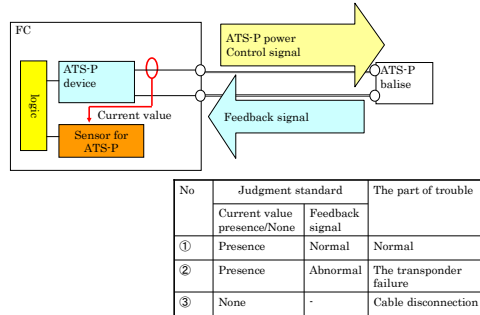 FC
ATS-P power
Control signal
ATS-P
device
ATS-P
balise
logic
Current value
Feedback signal
Sensor for
ATS-P
No
Judgment standard
The part of trouble
Current value
presence/None
Feedback
signal
①
Presence
Normal
Normal
②
Presence
Abnormal
The transponder
failure
③
None
-
Cable disconnection